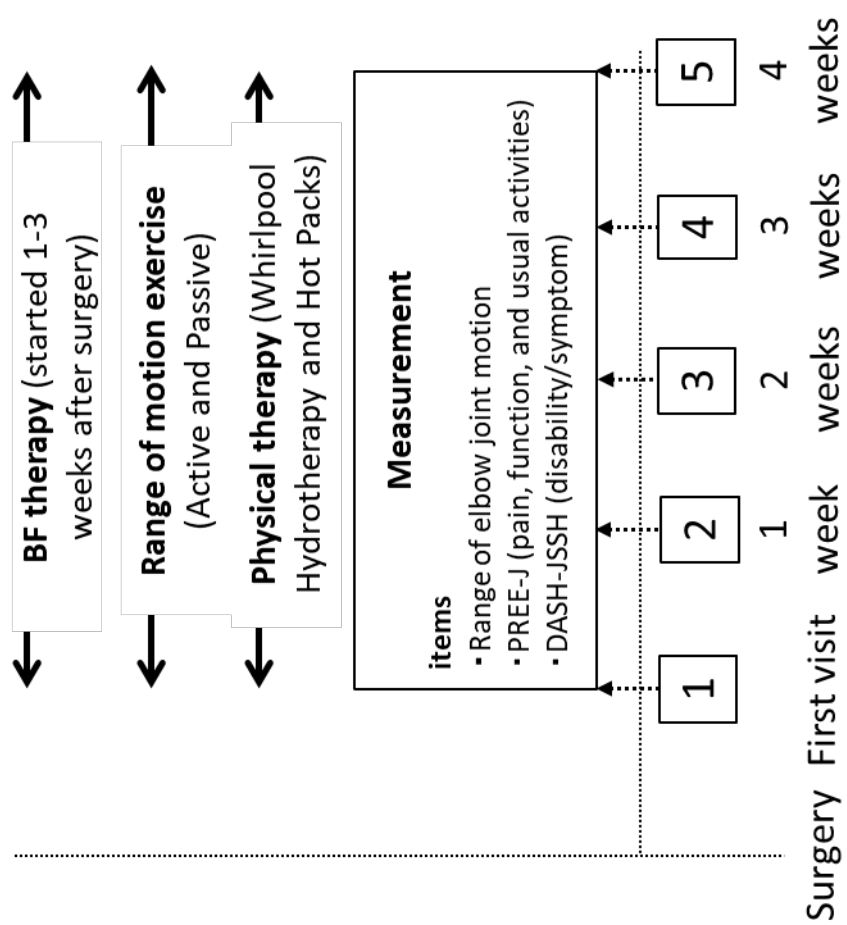 BF therapy (started 1-3
weeks after surgery)
Range of motion exercise
(Active and Passive)
Physical therapy (Whirlpool
Hydrotherapy and Hot Packs)
Measurement
items
▪ Range of elbow joint motion
▪ PREE-J (pain, function, and usual activities)
▪ DASH-JSSH (disability/symptom)
1 2 3 4 5
1 2 3 4
Surgery First visit week weeks weeks weeks